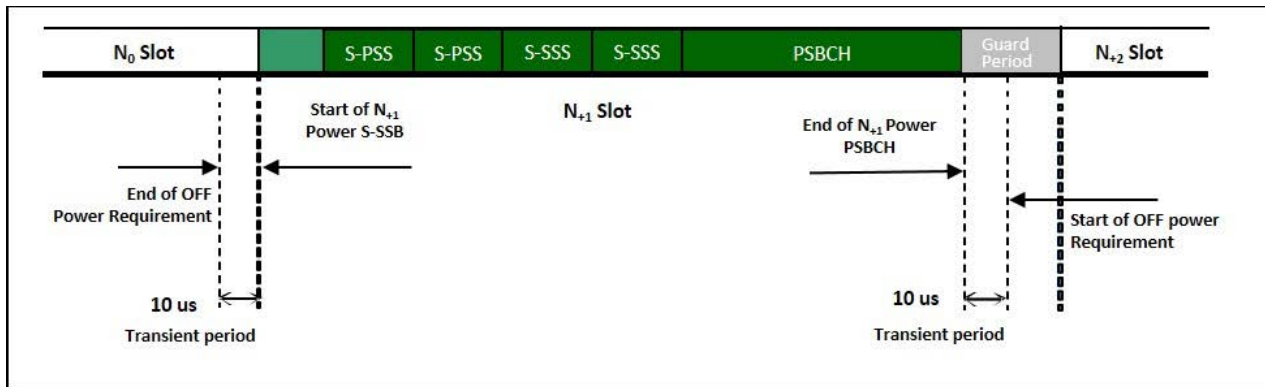 N0 Slot
S-PSS
S-PSS
S-SSS
S-SSS
PSBCH
Guard
Period
N+2 Slot
Start of N+1
Power S-SSB
N+1 Slot
End of N+1 Power
PSBCH
End of OFF
Power Requirement
Start of OFF power
Requirement
10 us
Transient period
10 us
Transient period